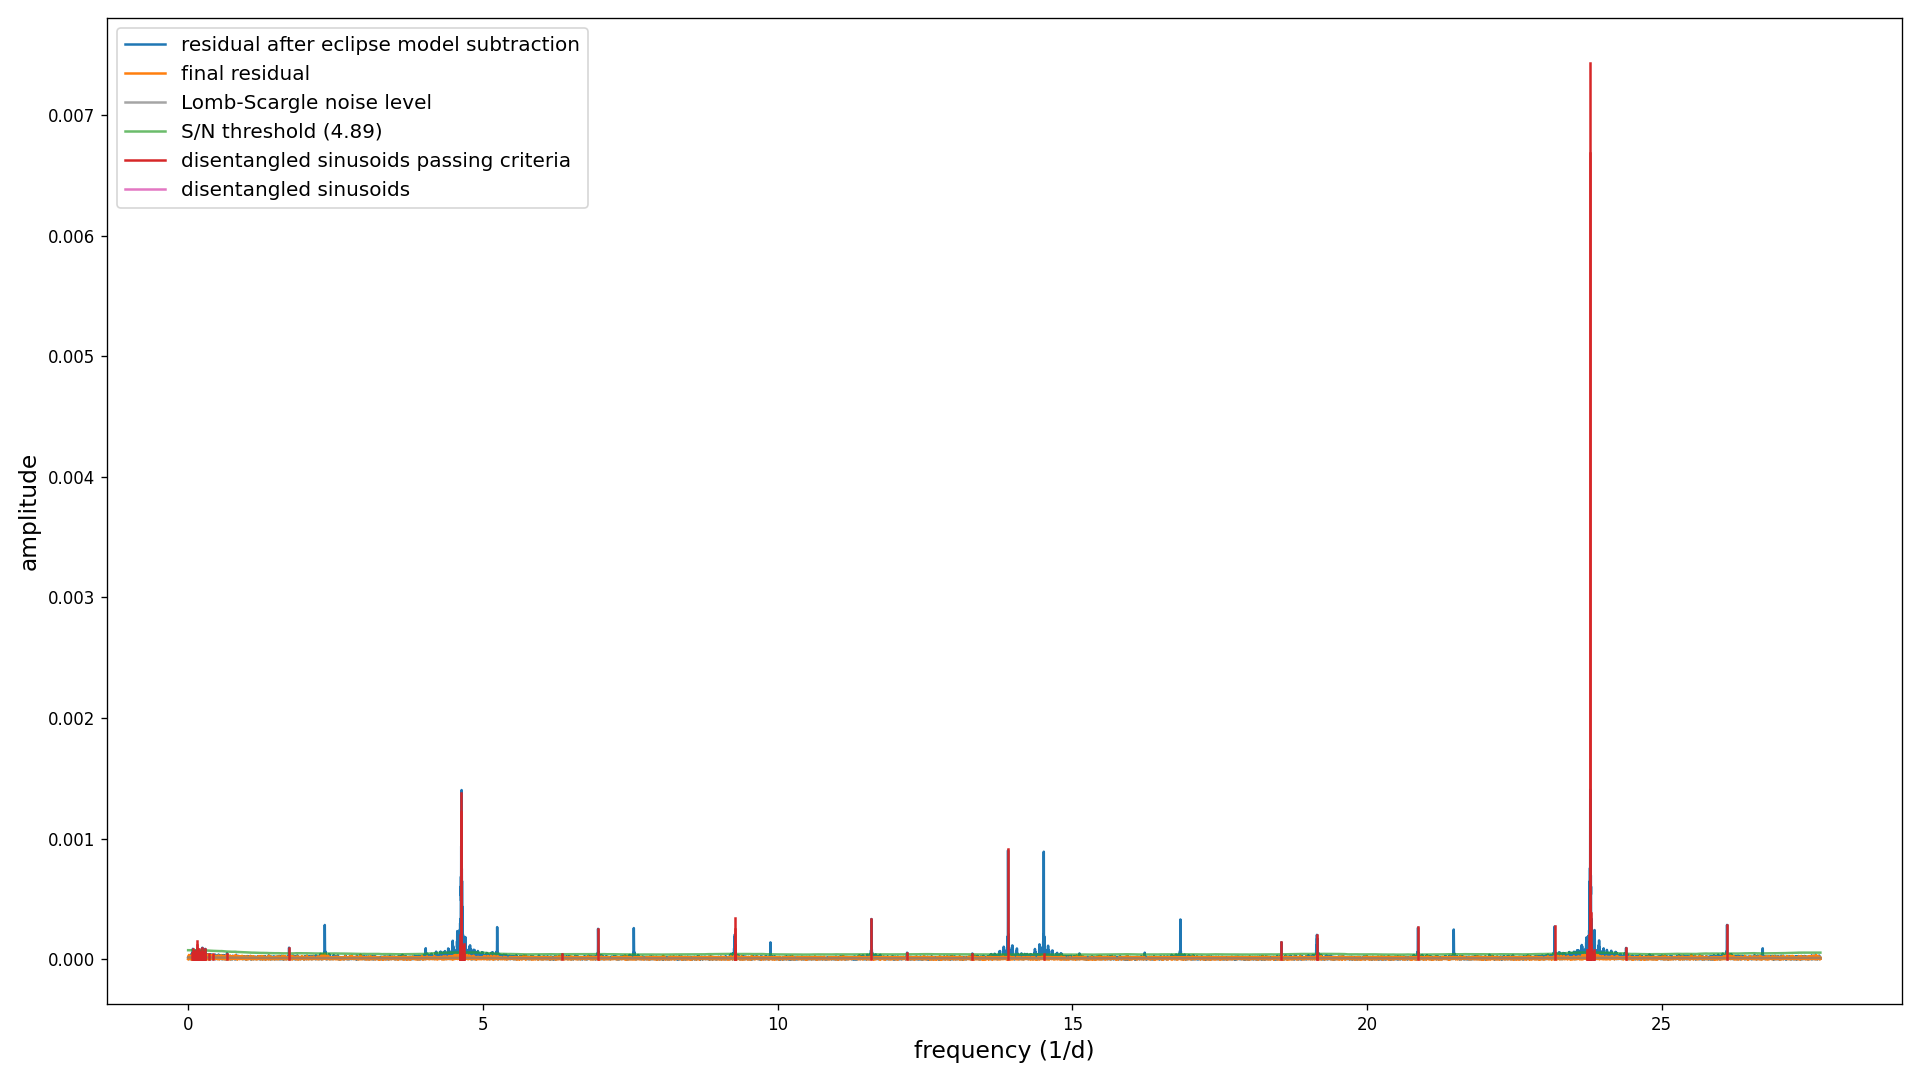 residual after eclipse model subtraction
final residual
Lomb-Scargle noise level
S/N threshold (4.89)
disentangled sinusoids passing criteria
disentangled sinusoids
0.007
0.006
0.005
0.004
0.003
0.002
0.001
0.000
amplitude
0 5 10 15 20 25
frequency (1/d)